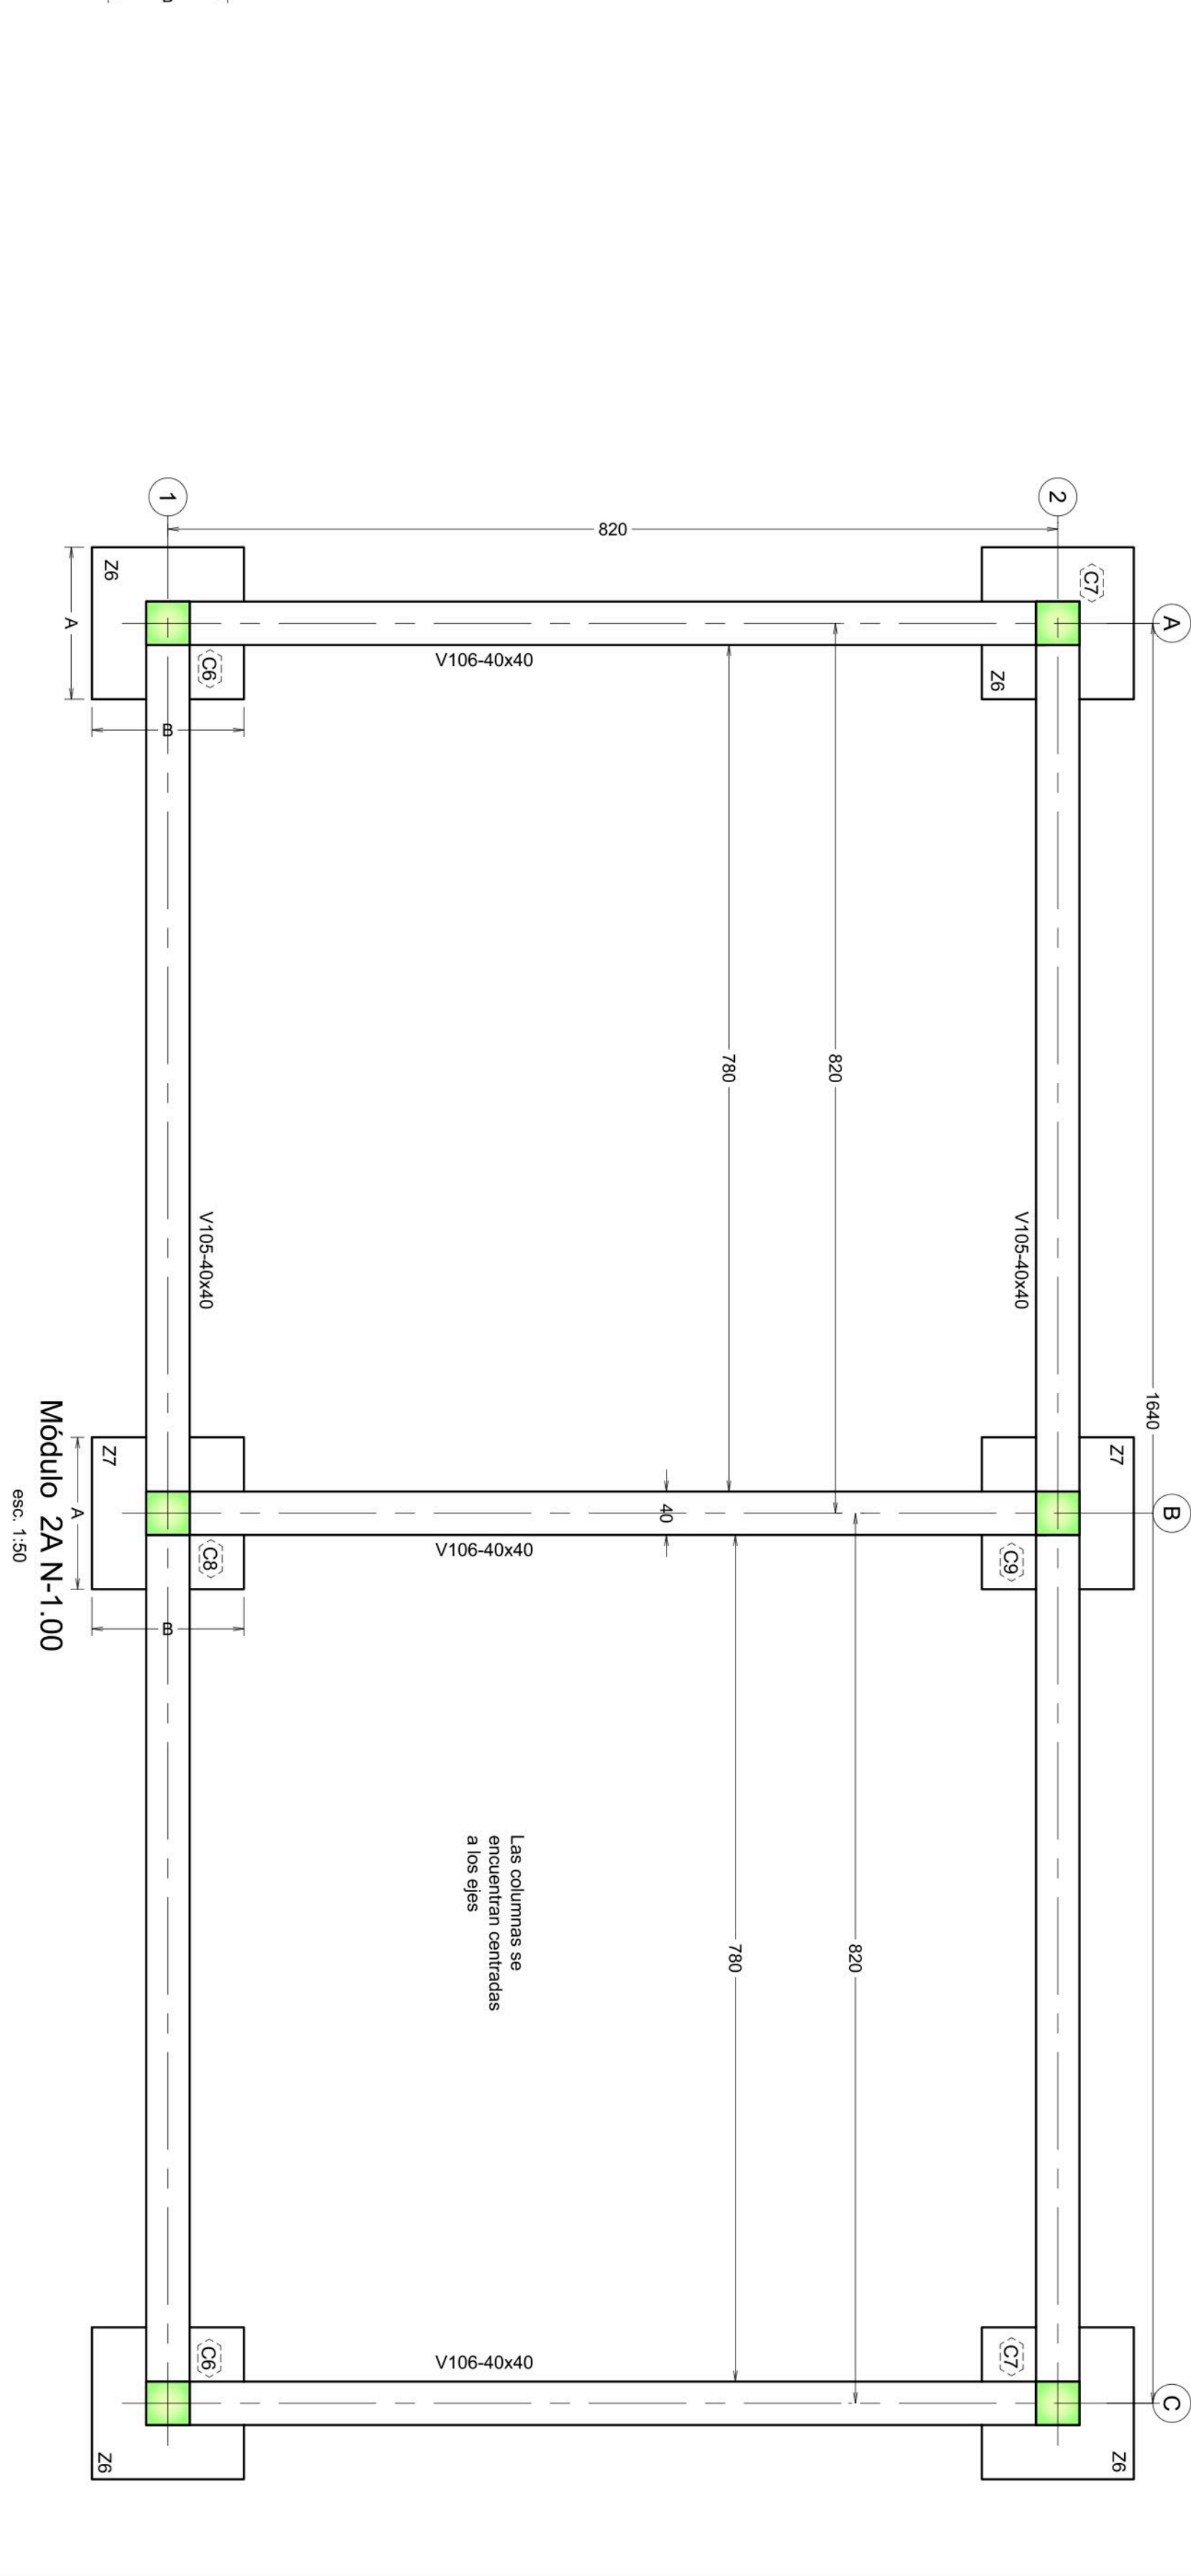 1
2
820
Z6
C7
A
A
C6
V106-40x40
Z6
B
780
820
V105-40x40
V105-40x40
1640
Z7
Z7
A
40
B
C8
V106-40x40
C9
B
Módulo 2A N-1.00
esc. 1:50
Las columnas se
encuentran centradas
a los ejes
780
820
C6
V106-40x40
C7
C
Z6
Z6